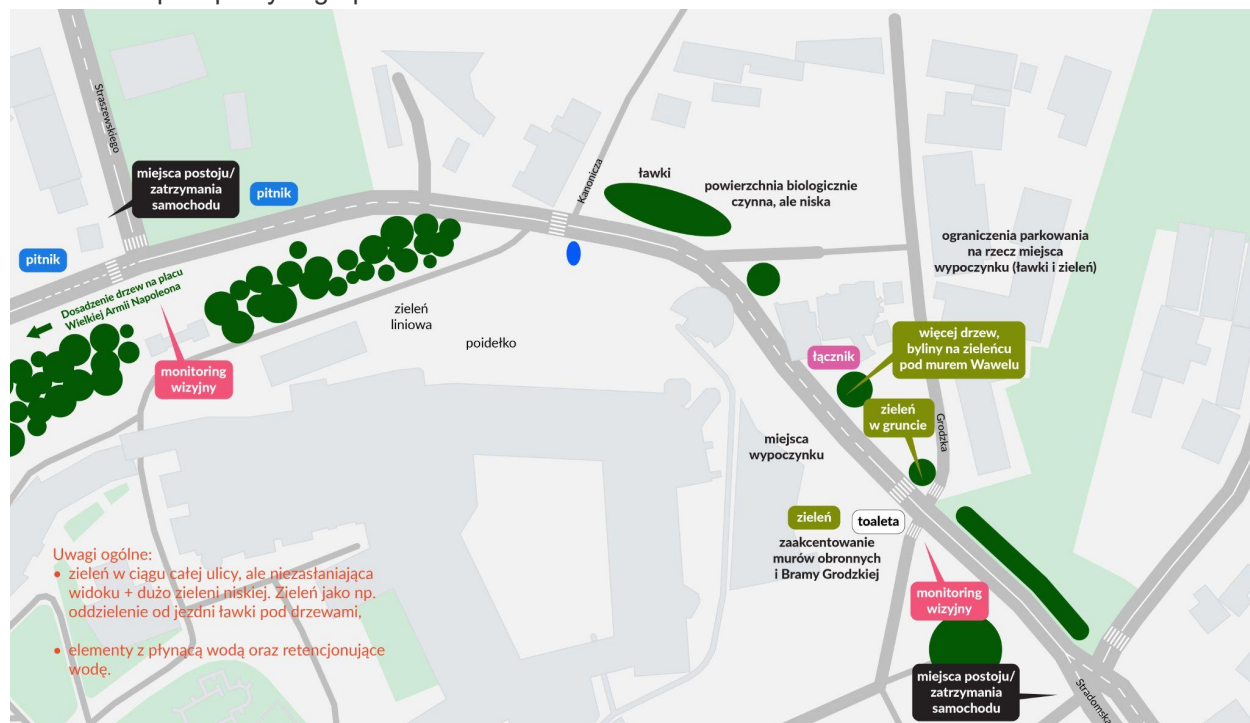 Straszewskiego
miejsca postoju/
zatrzymania
samochodu
pitnik
pitnik
Dosadzenie drzew na placu
Wielkiej Armii Napoleona
monitoring
wizyjny
zieleń
liniowa
poidełko
Kanonicza
ławki
powierzchnia biologicznie
czynna, ale niska
ograniczenia parkowania
na rzecz miejsca
wypoczynku (ławki i zieleń)
łącznik
więcej drzew,
byliny na zieleńcu
pod murem Wawelu
zieleń
w gruncie
Grodzka
miejsca
wypoczynku
zieleń
toaleta
zaakcentowanie
murów obronnych
i Bramy Grodzkiej
monitoring
wizyjny
miejsca postoju/
zatrzymania
samochodu
Stradomska
Uwagi ogólne:
• zieleń w ciągu całej ulicy, ale niezasłaniająca
widoku + dużo zieleni niskiej. Zieleń jako np.
oddzielenie od jezdni ławki pod drzewami,
• elementy z płynącą wodą oraz retencjonujące
wodę.